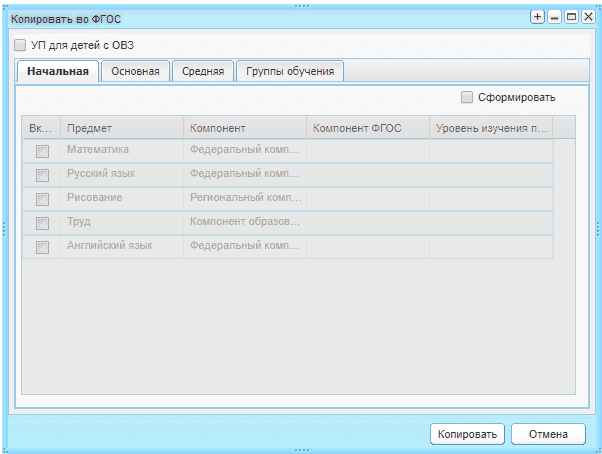 Копировать во ФГОС
УП для детей с ОВЗ
Начальная Основная Средняя Группы обучения
Сформировать
Вк... Предмет Компонент Компонент ФГОС Уровень изучения п...
Математика Федеральный комп...
Русский язык Федеральный комп...
Рисование Региональный комп...
Труд Компонент образов...
Английский язык Федеральный комп...
Копировать Отмена